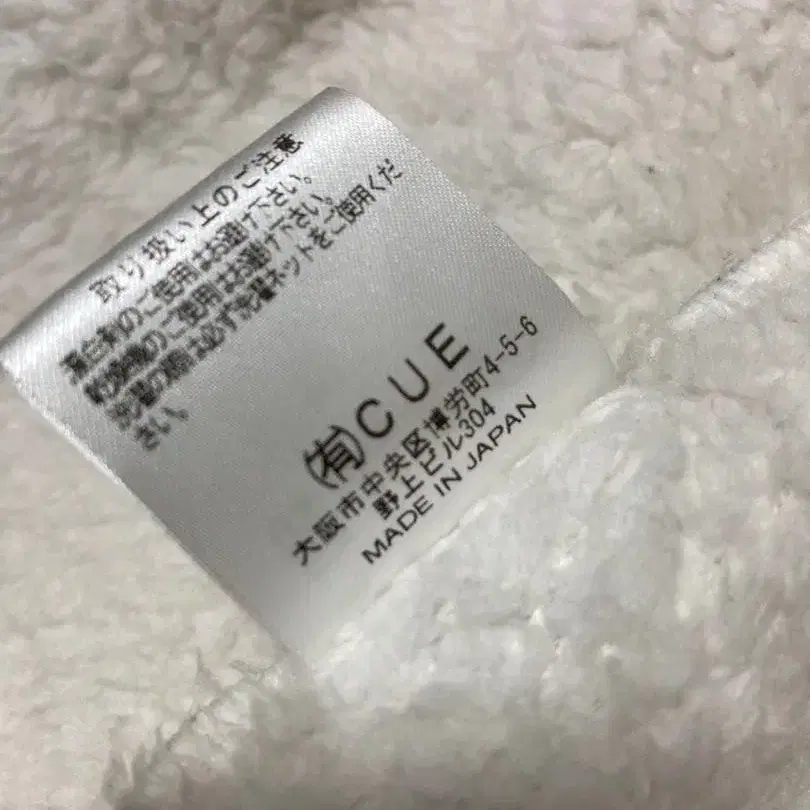 取り扱い上のご注意
漂白剤のご使用はお避け下さい。
乾燥機のご使用はお避け下さい。
洗濯の際は必ず洗濯ネットをご使用くだ
さい。
(有)CUE
大阪市中央区博労町4-5-6
野上ビル304
MADE IN JAPAN